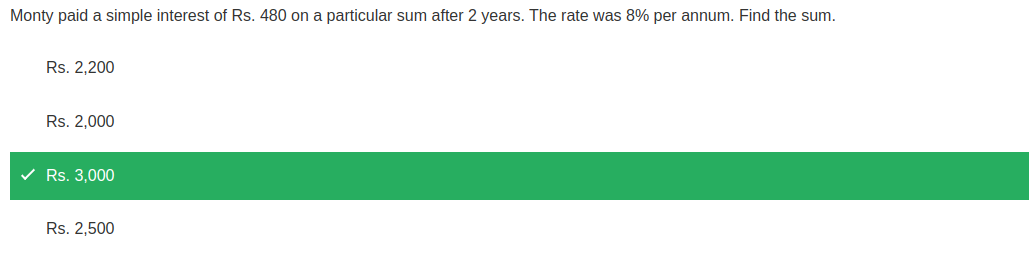 Monty paid a simple interest of Rs. 480 on a particular sum after 2 years. The rate was 8% per annum. Find the sum.
Rs. 2,200
Rs. 2,000
Rs. 3,000
Rs. 2,500